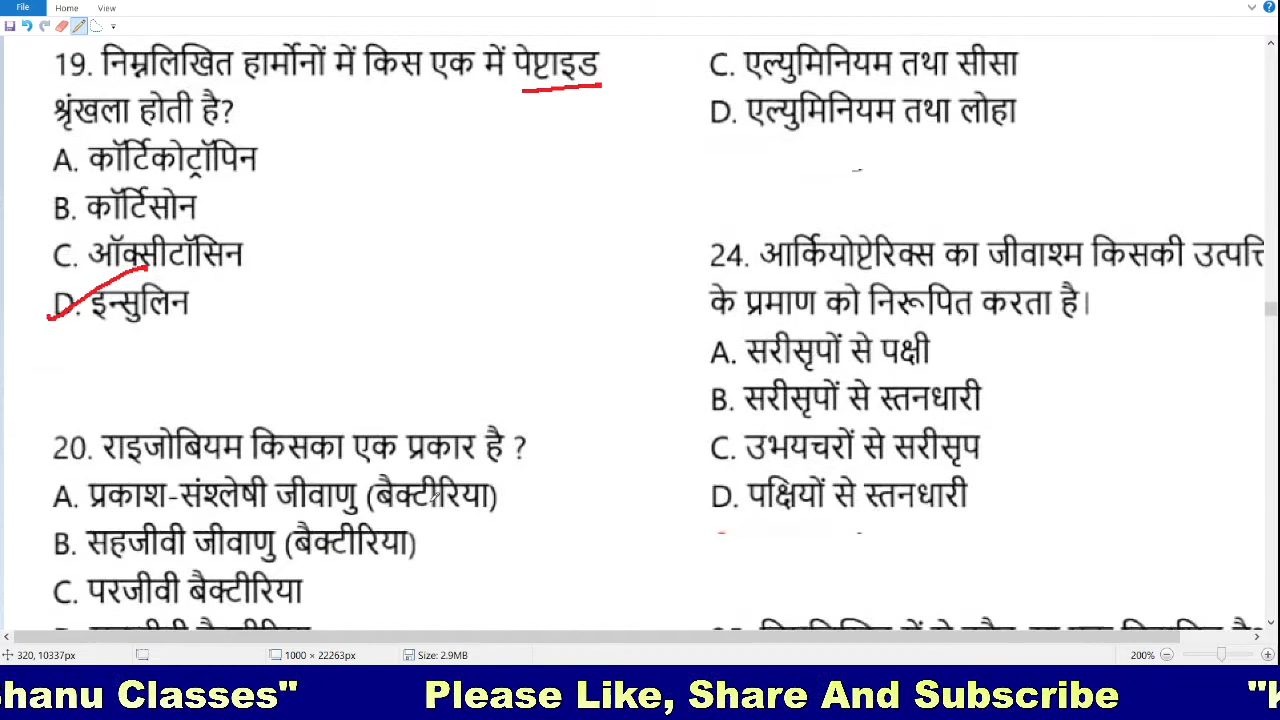 File Home View
19. निम्नलिखित हार्मोनों में किस एक में पेप्टाइड
श्रृंखला होती है?
A. कॉर्टिकोट्रॉपिन
B. कॉर्टिसोन
C. ऑक्सीटॉसिन
D. इन्सुलिन
20. राइजोबियम किसका एक प्रकार है ?
A. प्रकाश-संश्लेषी जीवाणु (बैक्टीरिया)
B. सहजीवी जीवाणु (बैक्टीरिया)
C. परजीवी बैक्टीरिया
C. एल्युमिनियम तथा सीसा
D. एल्युमिनियम तथा लोहा
24. आर्कियोप्टेरिक्स का जीवाश्म किसकी उत्पत्ति
के प्रमाण को निरूपित करता है।
A. सरीसृपों से पक्षी
B. सरीसृपों से स्तनधारी
C. उभयचरों से सरीसृप
D. पक्षियों से स्तनधारी
320, 10337px 1000 × 22263px Size: 2.9MB 200%
Classes" Please Like, Share And Subscribe